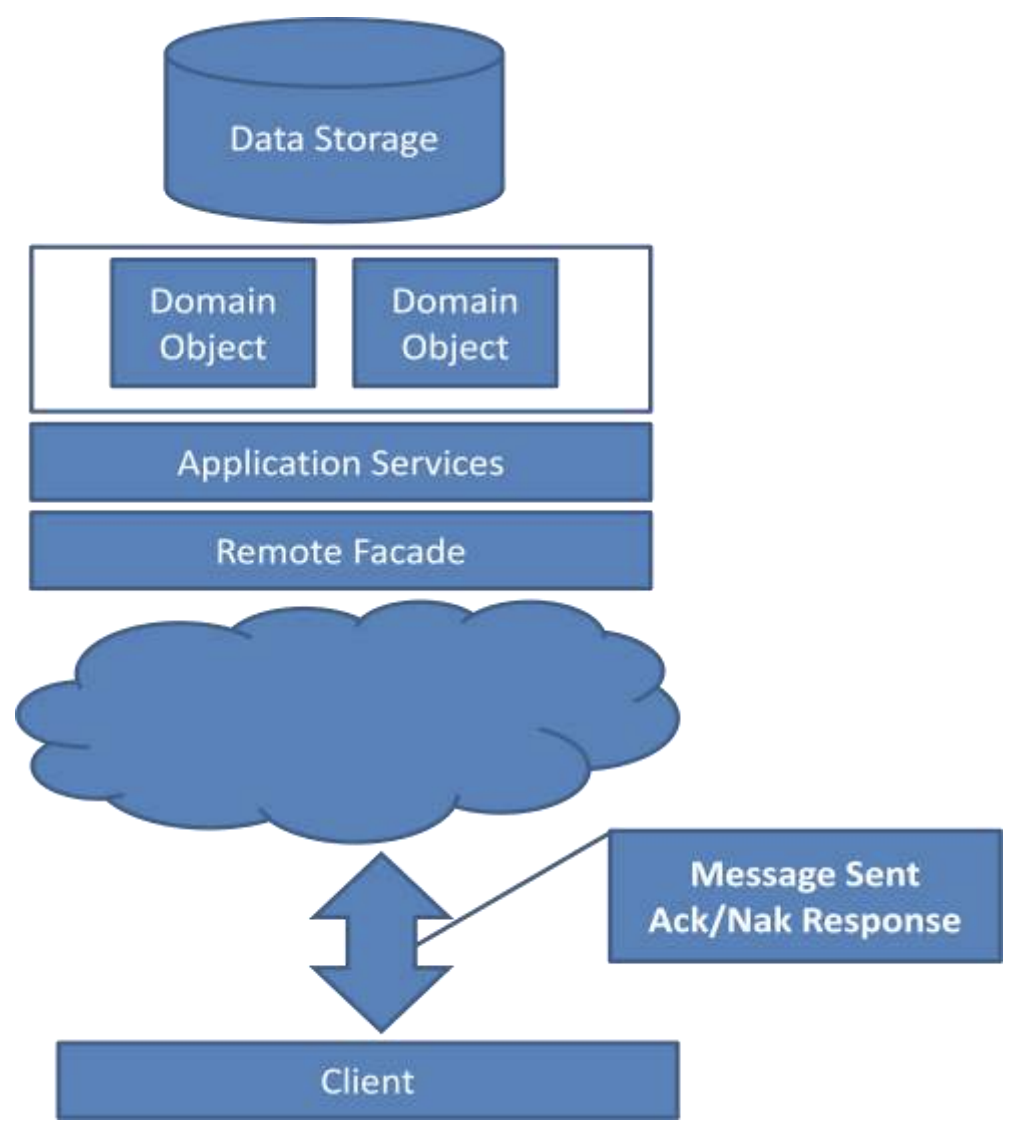 Data Storage
Domain
Object
Domain
Object
Application Services
Remote Facade
Message Sent
Ack/Nak Response
Client